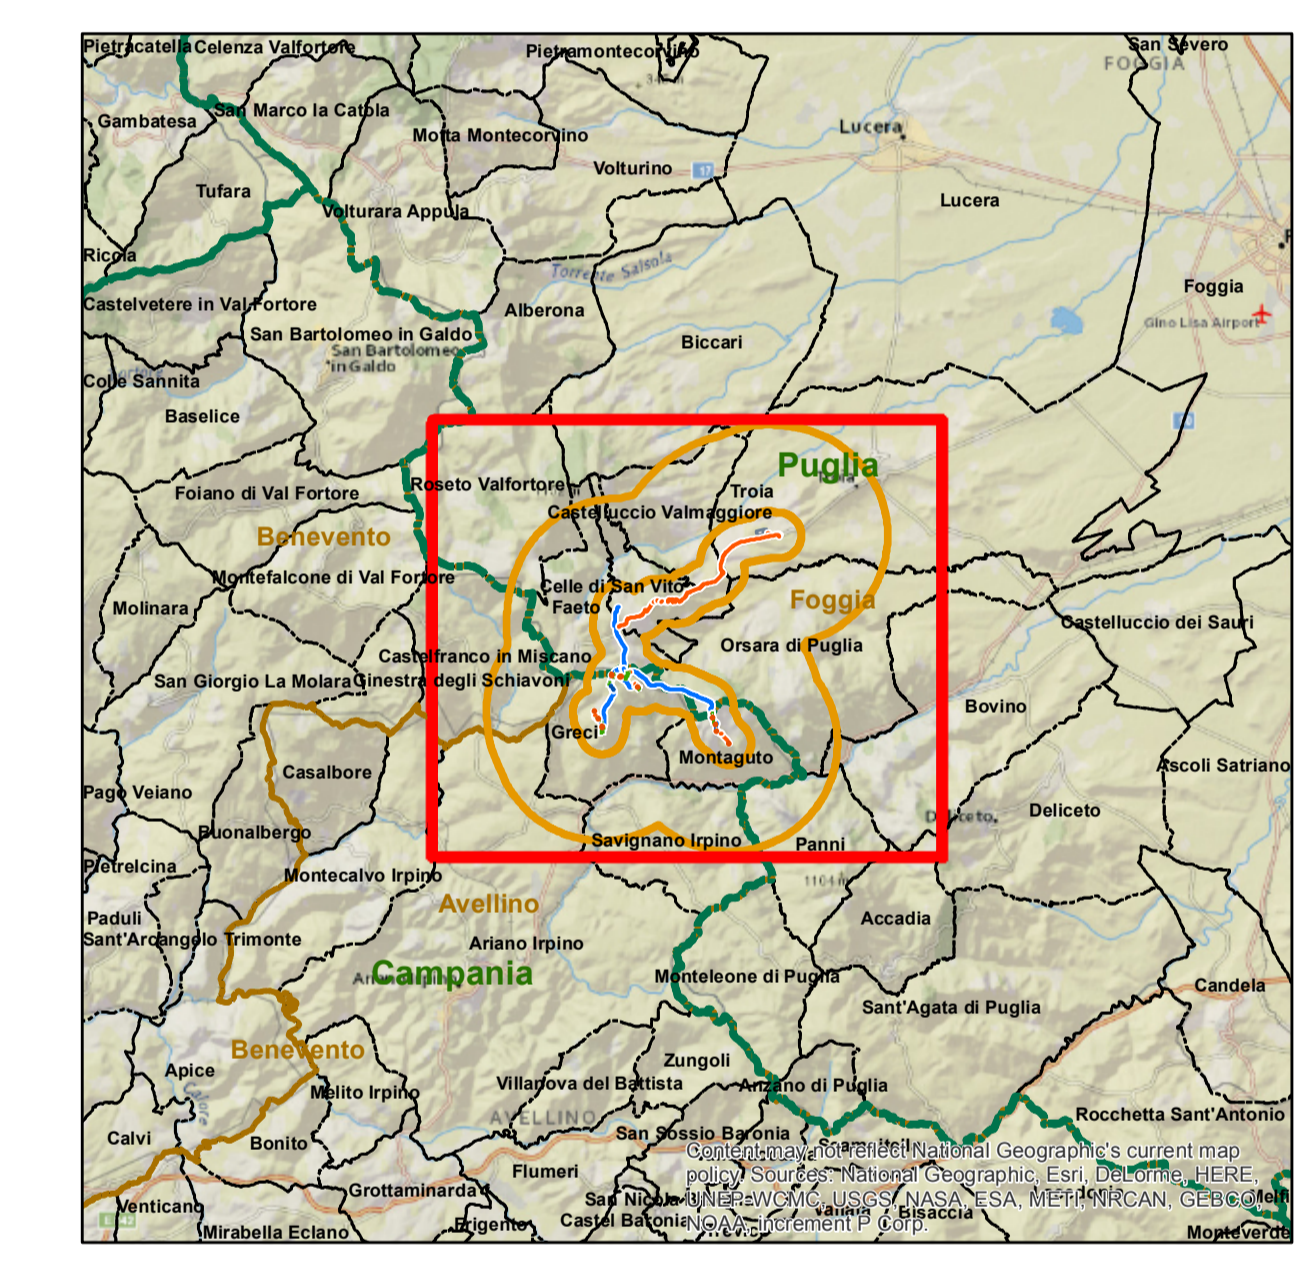 Pietracatella
Celenza Valfortore
Pietramontecorvino
San Severo
FOGGIA
San Marco la Catola
Gambatesa
Motta Montecorvino
Lucera
Volturino
17
Tufara
Volturara Appula
Lucera
Riccia
Torrente Salsola
Castelvetere in Val Fortore
Alberona
Foggia
Gino Lisa Airport
San Bartolomeo in Galdo
San Bartolomeo
in Galdo
Biccari
Colle Sannita
Baselice
Puglia
Roseto Valfortore
Troia
Foiano di Val Fortore
Castelluccio Valmaggiore
Benevento
Montefalcone di Val Fortore
Celle di San Vito
Faeto
Foggia
Molinara
Castelluccio dei Sauri
Orsara di Puglia
Castelfranco in Miscano
San Giorgio La Molara
Ginestra degli Schiavoni
Bovino
Greci
Montaguto
Casalbore
Ascoli Satriano
Pago Veiano
Deliceto
Deliceto
Buonalbergo
Savignano Irpino
Panni
Pietrelcina
Montecalvo Irpino
1104 m
Avellino
Paduli
Accadia
Sant'Arcangelo Trimonte
Ariano Irpino
Campania
Monteleone di Puglia
Candela
Sant'Agata di Puglia
Benevento
Apice
Zungoli
Melito Irpino
Villanova del Battista
Anzano di Puglia
AVELLINO
Rocchetta Sant'Antonio
Calvi
Bonito
San Sossio Baronia
Flumeri
Grottaminarda
Content may not reflect National Geographic's current map
policy. Sources: National Geographic, Esri, DeLorme, HERE,
UNEP-WCMC, USGS, NASA, ESA, METI, NRCAN, GEBCO,
NOAA, increment P Corp.
Venticano
San Nicola
Castel Baronia
Bisaccia
Melfi
Mirabella Eclano
Frigento
Monteverde